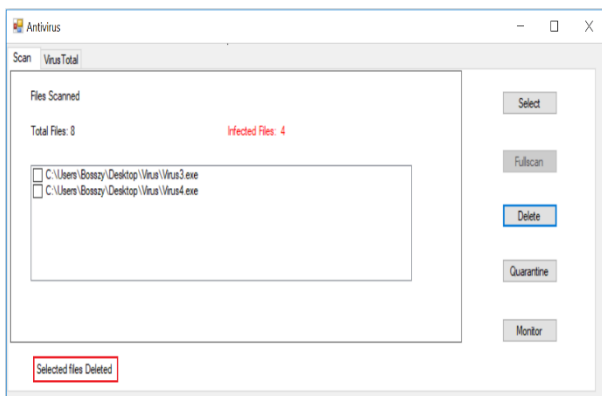 Antivirus
Scan VirusTotal
Files Scanned
Total Files: 8 Infected Files: 4
C:\Users\Bosszy\Desktop\Virus\Virus3.exe
C:\Users\Bosszy\Desktop\Virus\Virus4.exe
Select
Fullscan
Delete
Quarantine
Monitor
Selected files Deleted